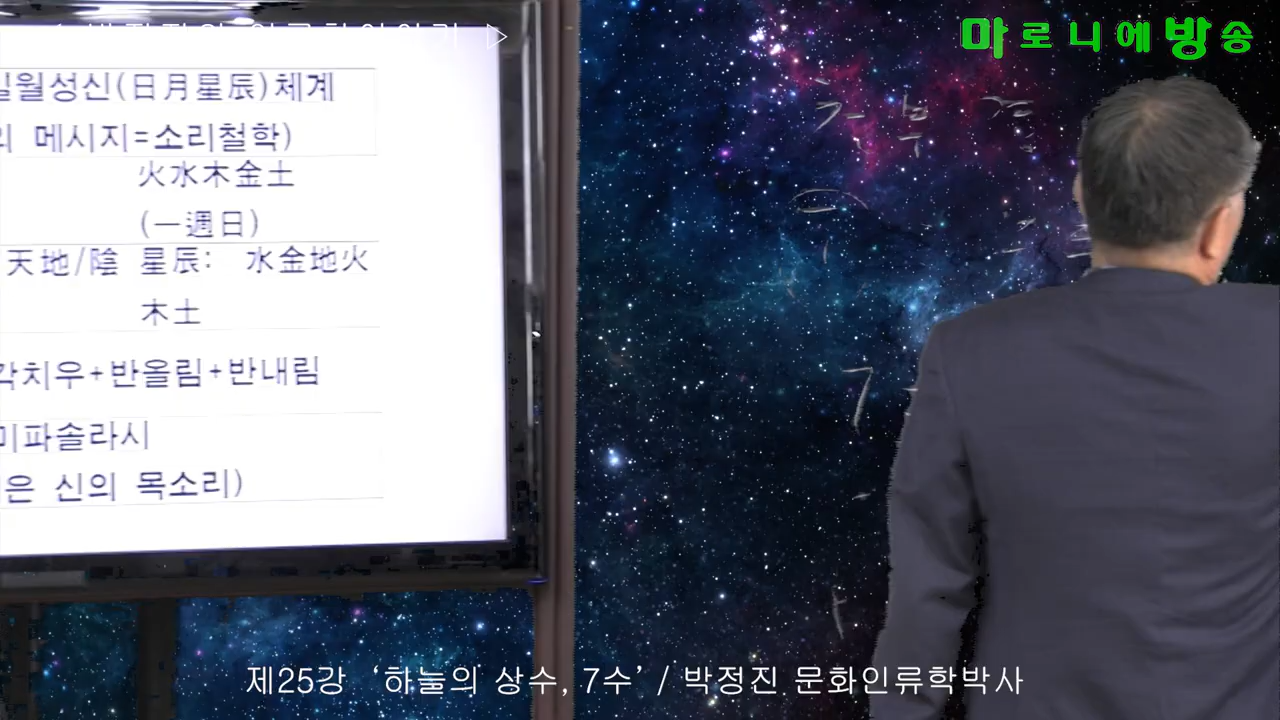 마로니에방송
일월성신(日月星辰)체계
의 메시지=소리철학)
火水木金土
(一週日)
天地/陰 星辰: 水金地火
木土
각치우+반올림+반내림
미파솔라시
은 신의 목소리)
7
제25강 ‘하늘의 상수, 7수’ / 박정진 문화인류학박사